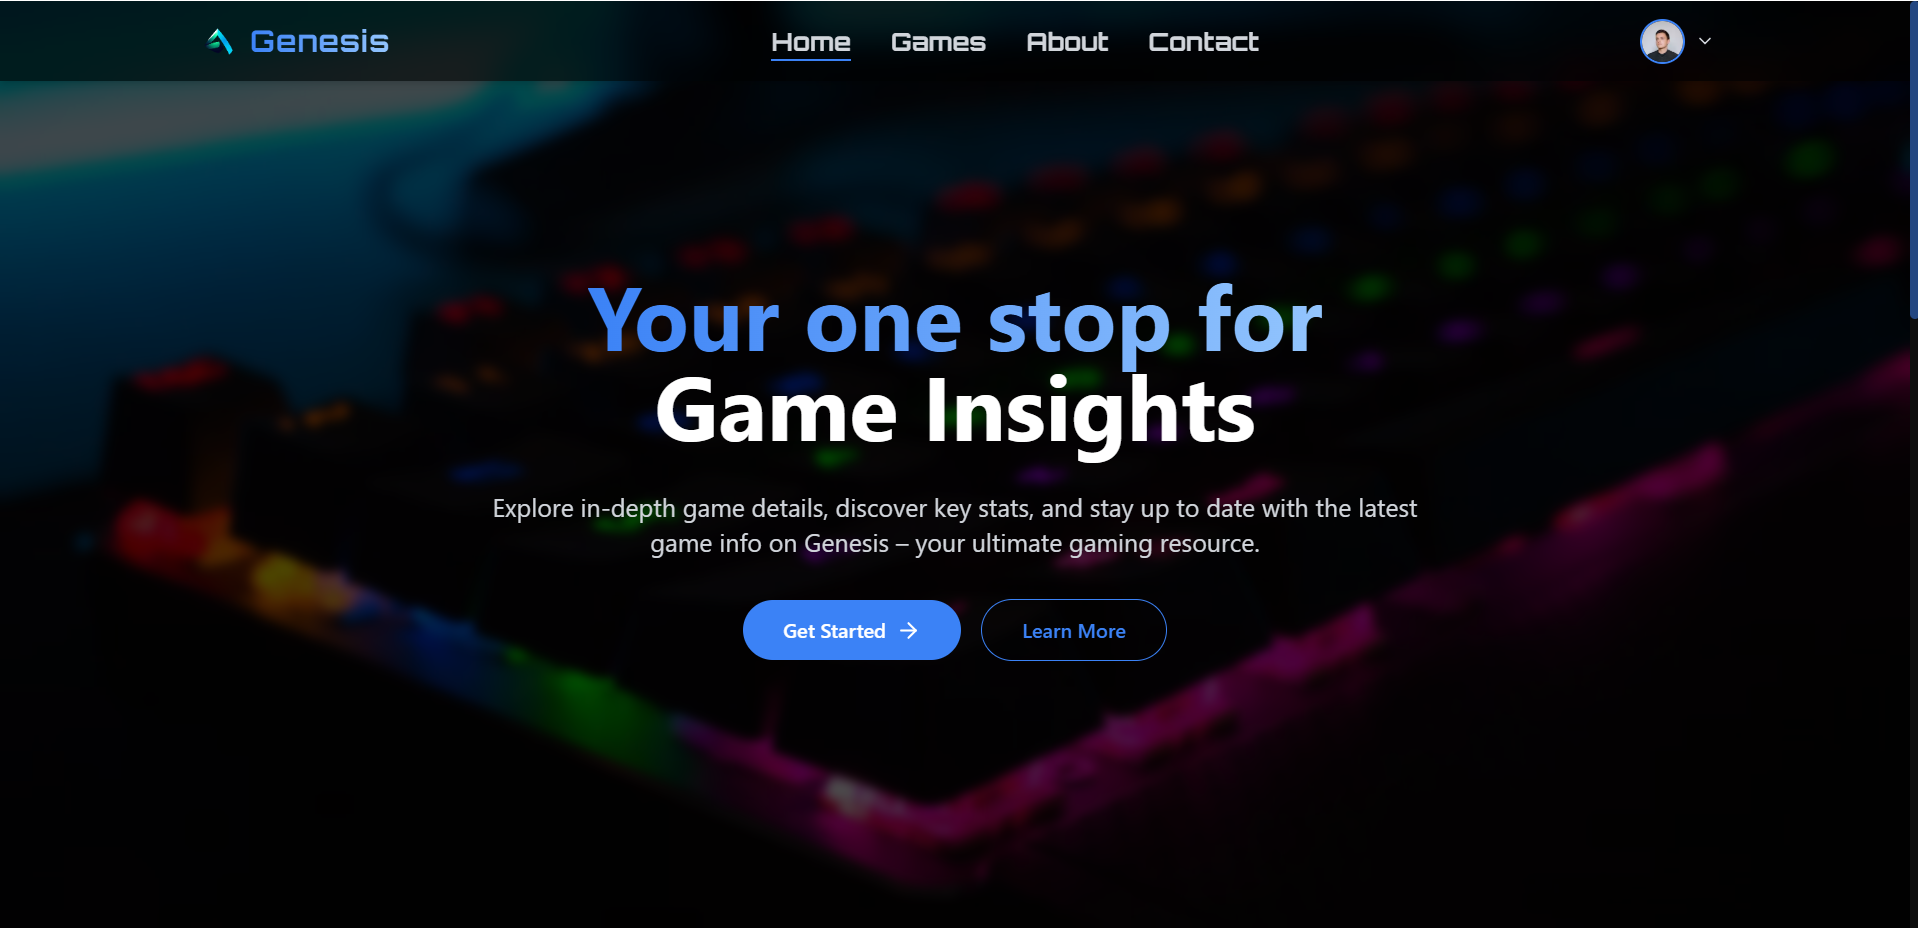 Genesis
Home Games About Contact
Your one stop for
Game Insights
Explore in-depth game details, discover key stats, and stay up to date with the latest
game info on Genesis – your ultimate gaming resource.
Get Started
Learn More